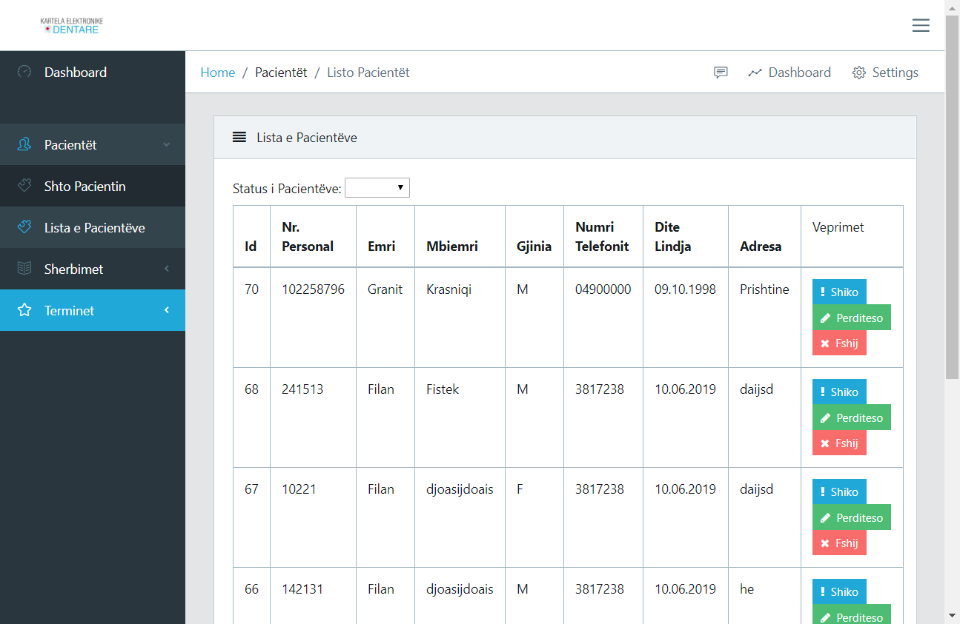 KARTELA ELEKTRONIKE
DENTARE
Dashboard
Pacientët
Shto Pacientin
Lista e Pacientëve
Sherbimet
Terminet
Home / Pacientët / Listo Pacientët
Dashboard Settings
Lista e Pacientëve
Status i Pacientëve:
Id Nr. Personal Emri Mbiemri Gjinia Numri Telefonit Dite Lindja Adresa Veprimet
70 102258796 Granit Krasniqi M 04900000 09.10.1998 Prishtine Shiko
Perditeso
Fshij
68 241513 Filan Fistek M 3817238 10.06.2019 daijsd Shiko
Perditeso
Fshij
67 10221 Filan djoasijdoais F 3817238 10.06.2019 daijsd Shiko
Perditeso
Fshij
66 142131 Filan djoasijdoais M 3817238 10.06.2019 he Shiko
Perditeso